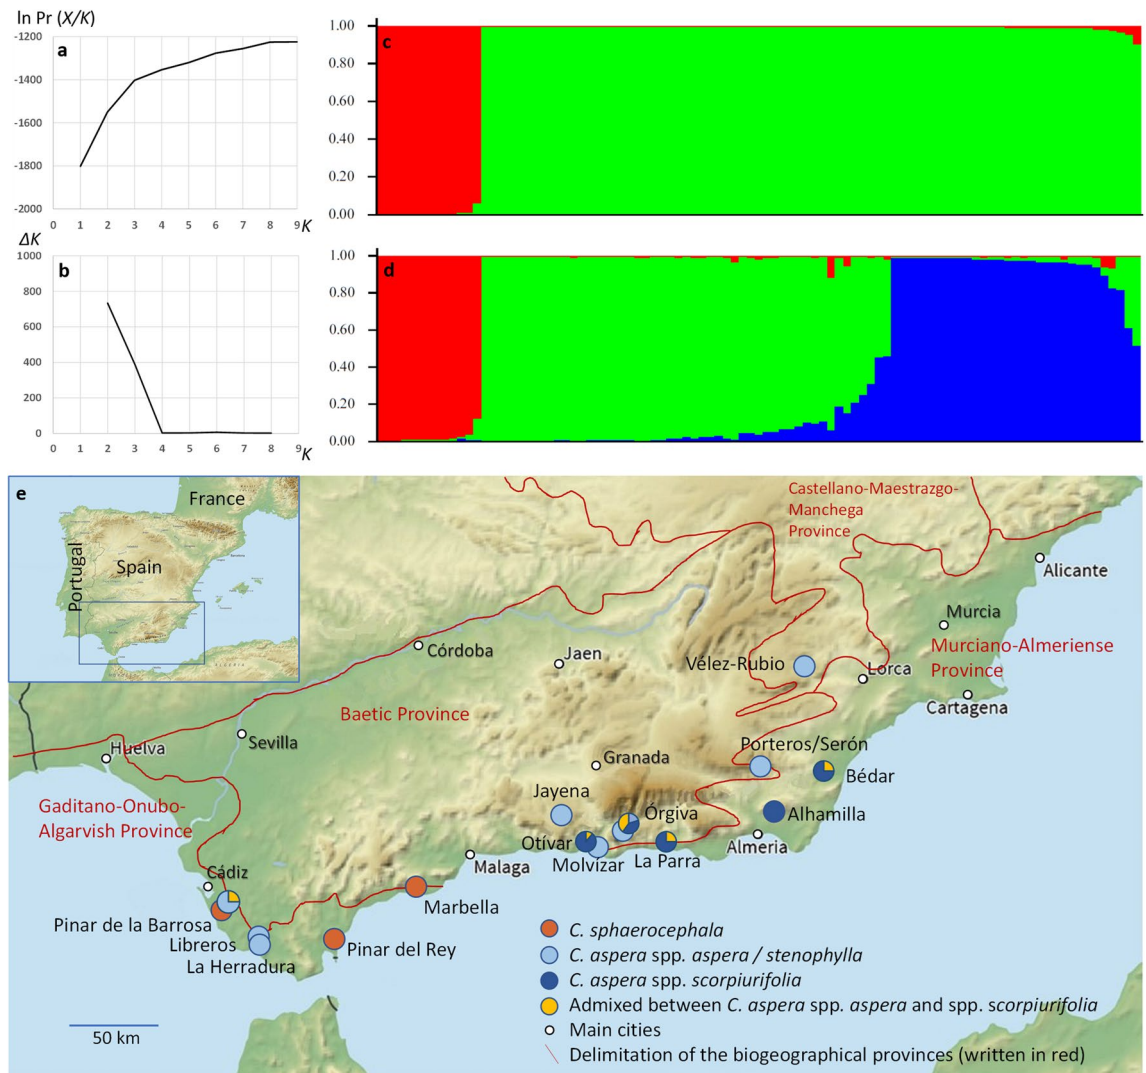 ln Pr (X/K)
a
-1200
-1400
-1600
-1800
-2000
0 1 2 3 4 5 6 7 8 9 K
ΔK
b
1000
800
600
400
200
0
0 1 2 3 4 5 6 7 8 9 K
c
1.00
0.80
0.60
0.40
0.20
0.00
d
1.00
0.80
0.60
0.40
0.20
0.00
e
France
Portugal
Spain
Castellano-Maestrazgo-
Manchega
Province
Alicante
Murcia
Murciano-Almeriense
Province
Córdoba
Jaen
Vélez-Rubio
Lorca
Cartagena
Baetic Province
Sevilla
Huelva
Granada
Porteros/Serón
Bédar
Gaditano-Onubo-
Algarvish Province
Jayena
Órgiva
Alhamilla
Otívar
Molvizar
La Parra
Almeria
Malaga
Cádiz
Marbella
Pinar de la Barrosa
Libreros
La Herradura
Pinar del Rey
C. sphaerocephala
C. aspera spp. aspera / stenophylla
C. aspera spp. scorpiurifolia
Admixed between C. aspera spp. aspera and spp. scorpiurifolia
Main cities
Delimitation of the biogeographical provinces (written in red)
50 km